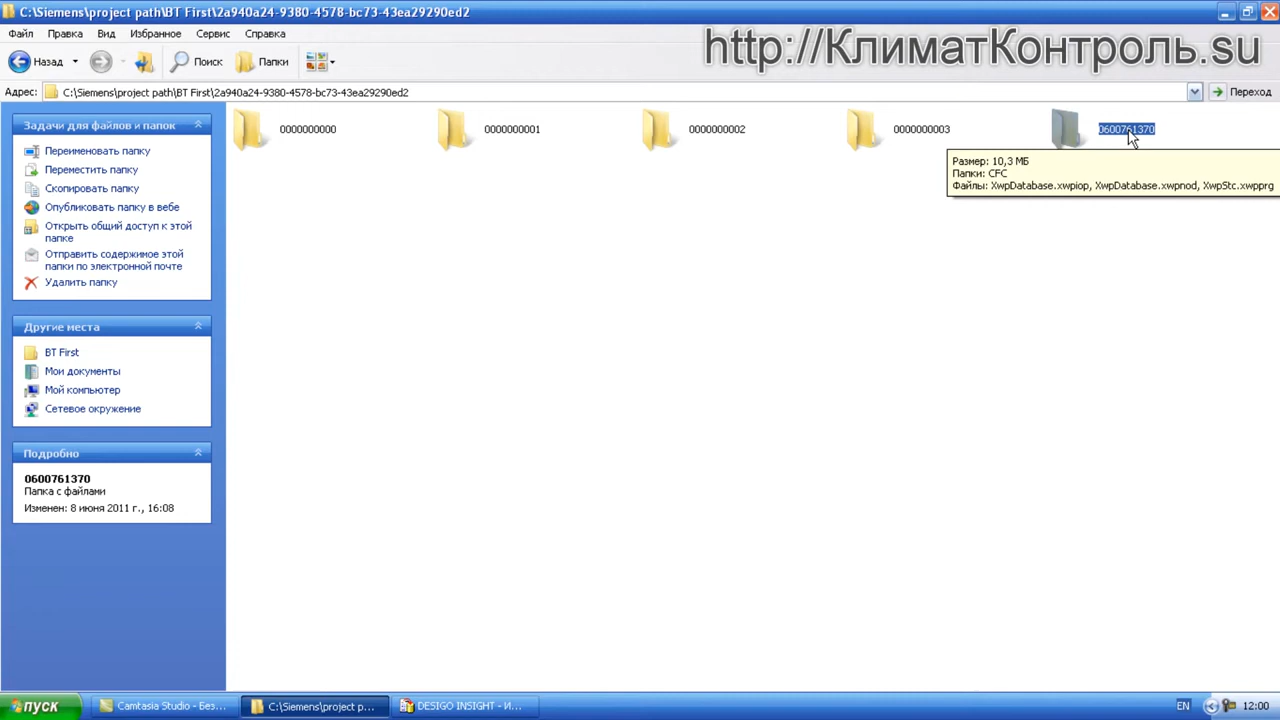 C:\Siemens\project path\BT First\2a940a24-9380-4578-bc73-43ea29290ed2
Файл Правка Вид Избранное Сервис Справка
http://КлиматКонтроль.su
Назад Поиск Папки
Адрес: C:\Siemens\project path\BT First\2a940a24-9380-4578-bc73-43ea29290ed2 Переход
Задачи для файлов и папок
Переименовать папку
Переместить папку
Скопировать папку
Опубликовать папку в вебе
Открыть общий доступ к этой
папке
Отправить содержимое этой
папки по электронной почте
Удалить папку
Другие места
BT First
Мои документы
Мой компьютер
Сетевое окружение
Подробно
0600761370
Папка с файлами
Изменен: 8 июня 2011 г., 16:08
0000000000 0000000001 0000000002 0000000003 0600761370
Размер: 10,3 МБ
Папки: CFC
Файлы: XwpDatabase.xwpiop, XwpDatabase.xwpnod, XwpStc.xwpprg
пуск Camtasia Studio - Без... C:\Siemens\project p... DESIGO INSIGHT - И... EN 12:00